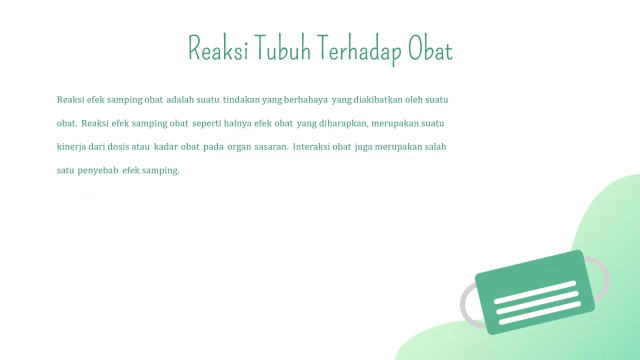 Reaksi Tubuh Terhadap Obat
Reaksi efek samping obat adalah suatu tindakan yang berbahaya yang diakibatkan oleh suatu
obat. Reaksi efek samping obat seperti halnya efek obat yang diharapkan, merupakan suatu
kinerja dari dosis atau kadar obat pada organ sasaran. Interaksi obat juga merupakan salah
satu penyebab efek samping.